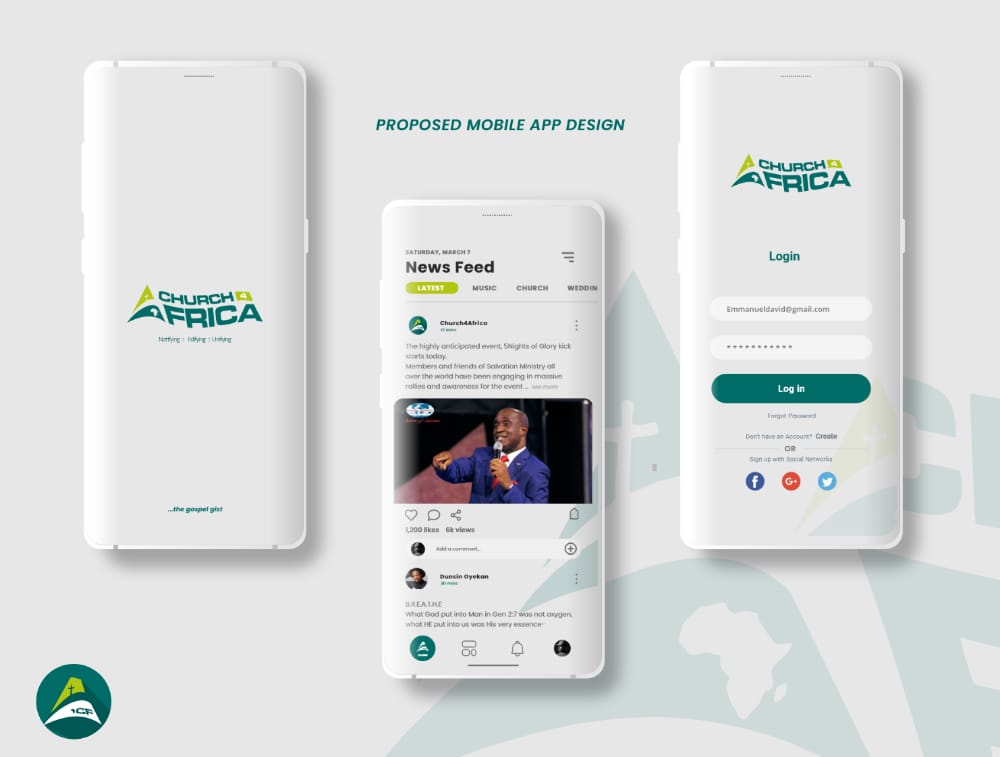 PROPOSED MOBILE APP DESIGN
CHURCH 4
AFRICA
Notifying : Edifying : Unifying
...the gospel gist
SATURDAY, MARCH 7
News Feed
LATEST MUSIC CHURCH WEDDIN
Church4Africa
The highly anticipated event, 5Nights of Glory kick
starts today.
Members and friends of Salvation Ministry all
over the world have been engaging in massive
rallies and awareness for the event ... see more
1,200 likes 6k views
Add a comment...
Dunsin Oyekan
30 mins
B.R.E.A.T.H.E
What God put into Man in Gen 2:7 was not oxygen,
what HE put into us was His very essence-
CHURCH 4
AFRICA
Login
Emmanueldavid@gmail.com
* * * * * * * * * * *
Log in
Forgot Password
Don't have an Account? Create
OR
Sign up with Social Networks
f G+
CF